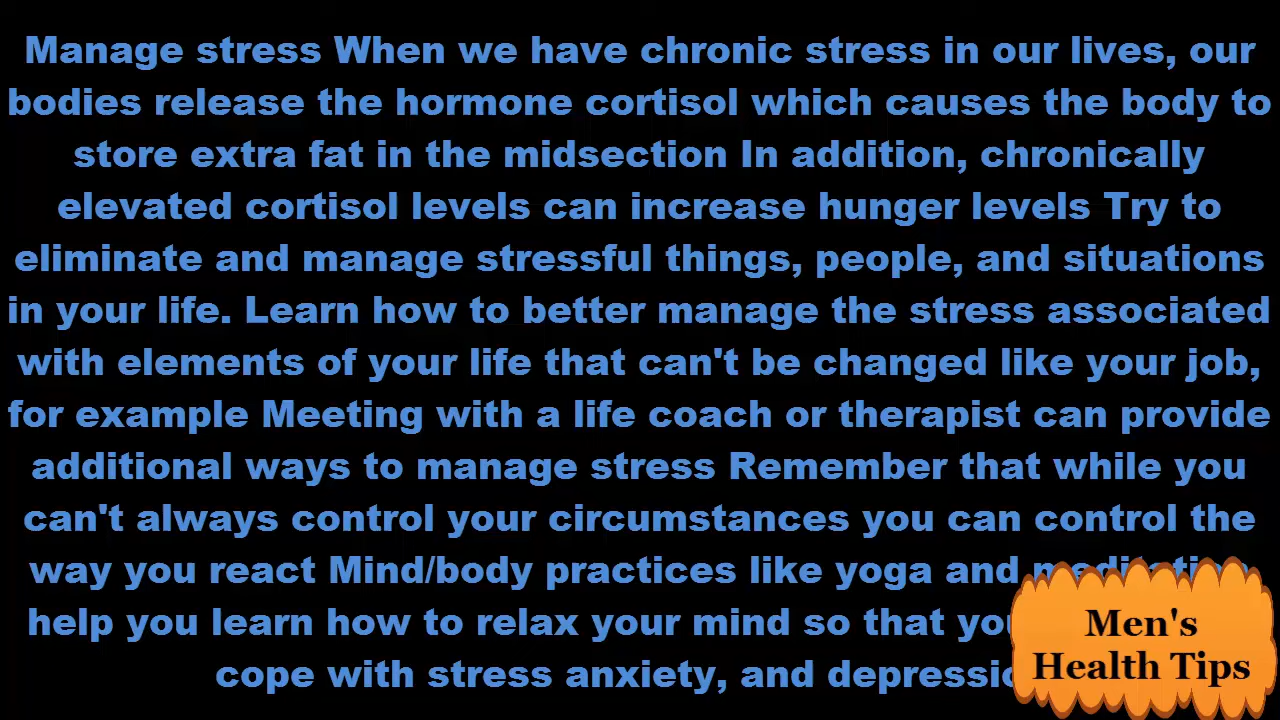 Manage stress When we have chronic stress in our lives, our
bodies release the hormone cortisol which causes the body to
store extra fat in the midsection In addition, chronically
elevated cortisol levels can increase hunger levels Try to
eliminate and manage stressful things, people, and situations
in your life. Learn how to better manage the stress associated
with elements of your life that can't be changed like your job,
for example Meeting with a life coach or therapist can provide
additional ways to manage stress Remember that while you
can't always control your circumstances you can control the
way you react Mind/body practices like yoga and meditation
help you learn how to relax your mind so that you
cope with stress anxiety, and
Men's
Health Tips